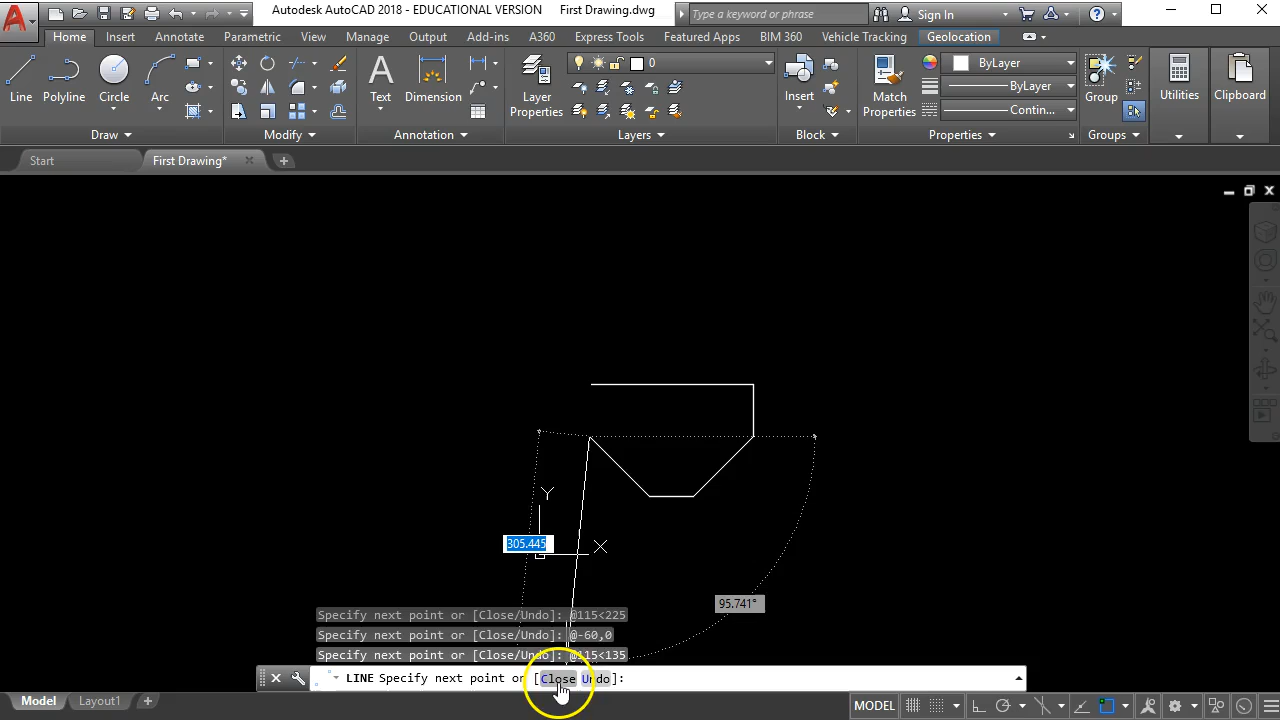 Autodesk AutoCAD 2018 - EDUCATIONAL VERSION First Drawing.dwg Type a keyword or phrase Sign In
Home Insert Annotate Parametric View Manage Output Add-ins A360 Express Tools Featured Apps BIM 360 Vehicle Tracking Geolocation
0 ByLayer
ByLayer
Contin...
Line Polyline Circle Arc Text Dimension Layer Properties Insert Match Properties Group Utilities Clipboard
Draw Modify Annotation Layers Block Properties Groups
Start First Drawing* +
Y
305.445 X
95.741°
Specify next point or [Close/Undo]: @115<225
Specify next point or [Close/Undo]: @-60,0
Specify next point or [Close/Undo]: @115<135
LINE Specify next point or [Close Undo]:
Model Layout1 + MODEL